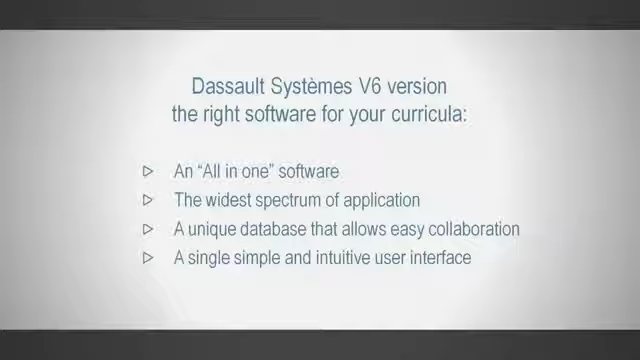 Dassault Systèmes V6 version
the right software for your curricula:
An “All in one” software
The widest spectrum of application
A unique database that allows easy collaboration
A single simple and intuitive user interface